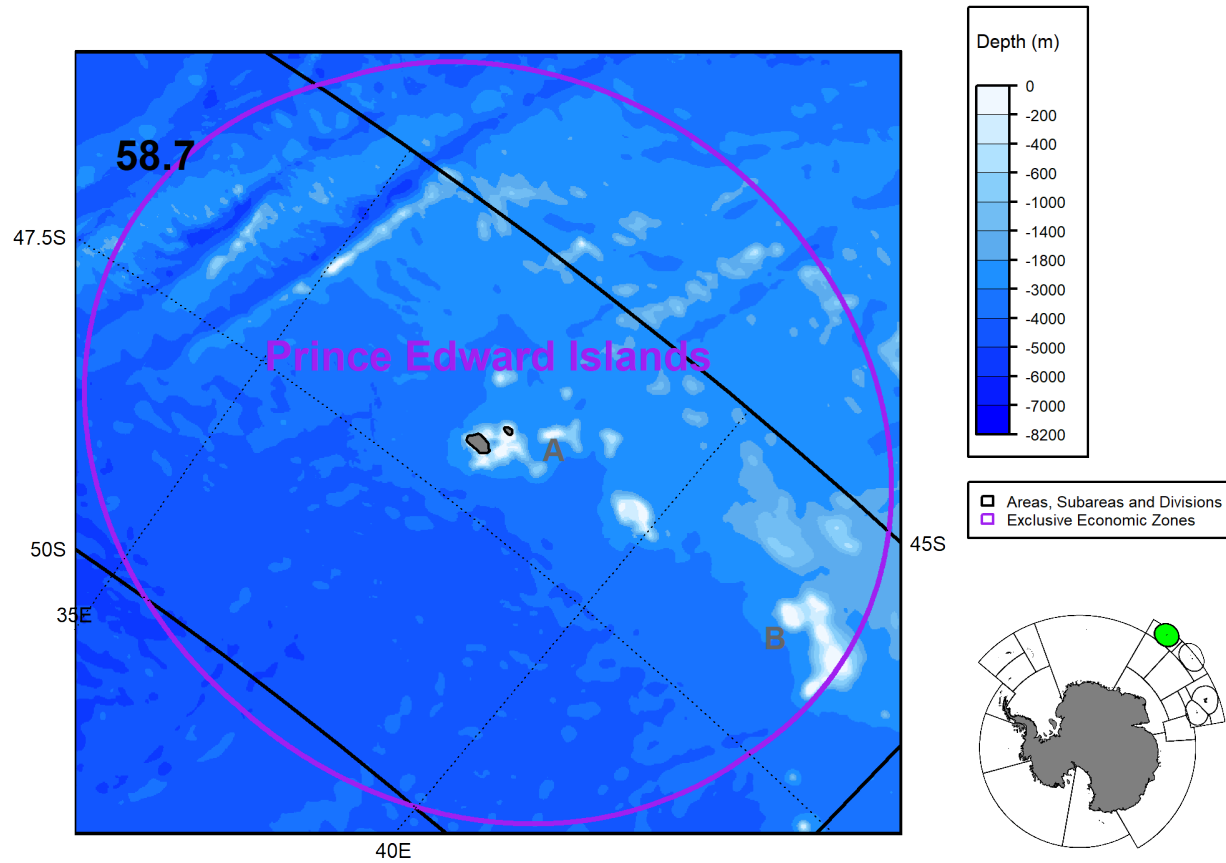 58.7
47.5S
Prince Edward Islands
A
50S
45S
35E
B
40E
Depth (m)
0
-200
-400
-600
-1000
-1800
-3000
-4000
-5000
-6000
-7000
-8200
Areas, Subareas and Divisions
Exclusive Economic Zones